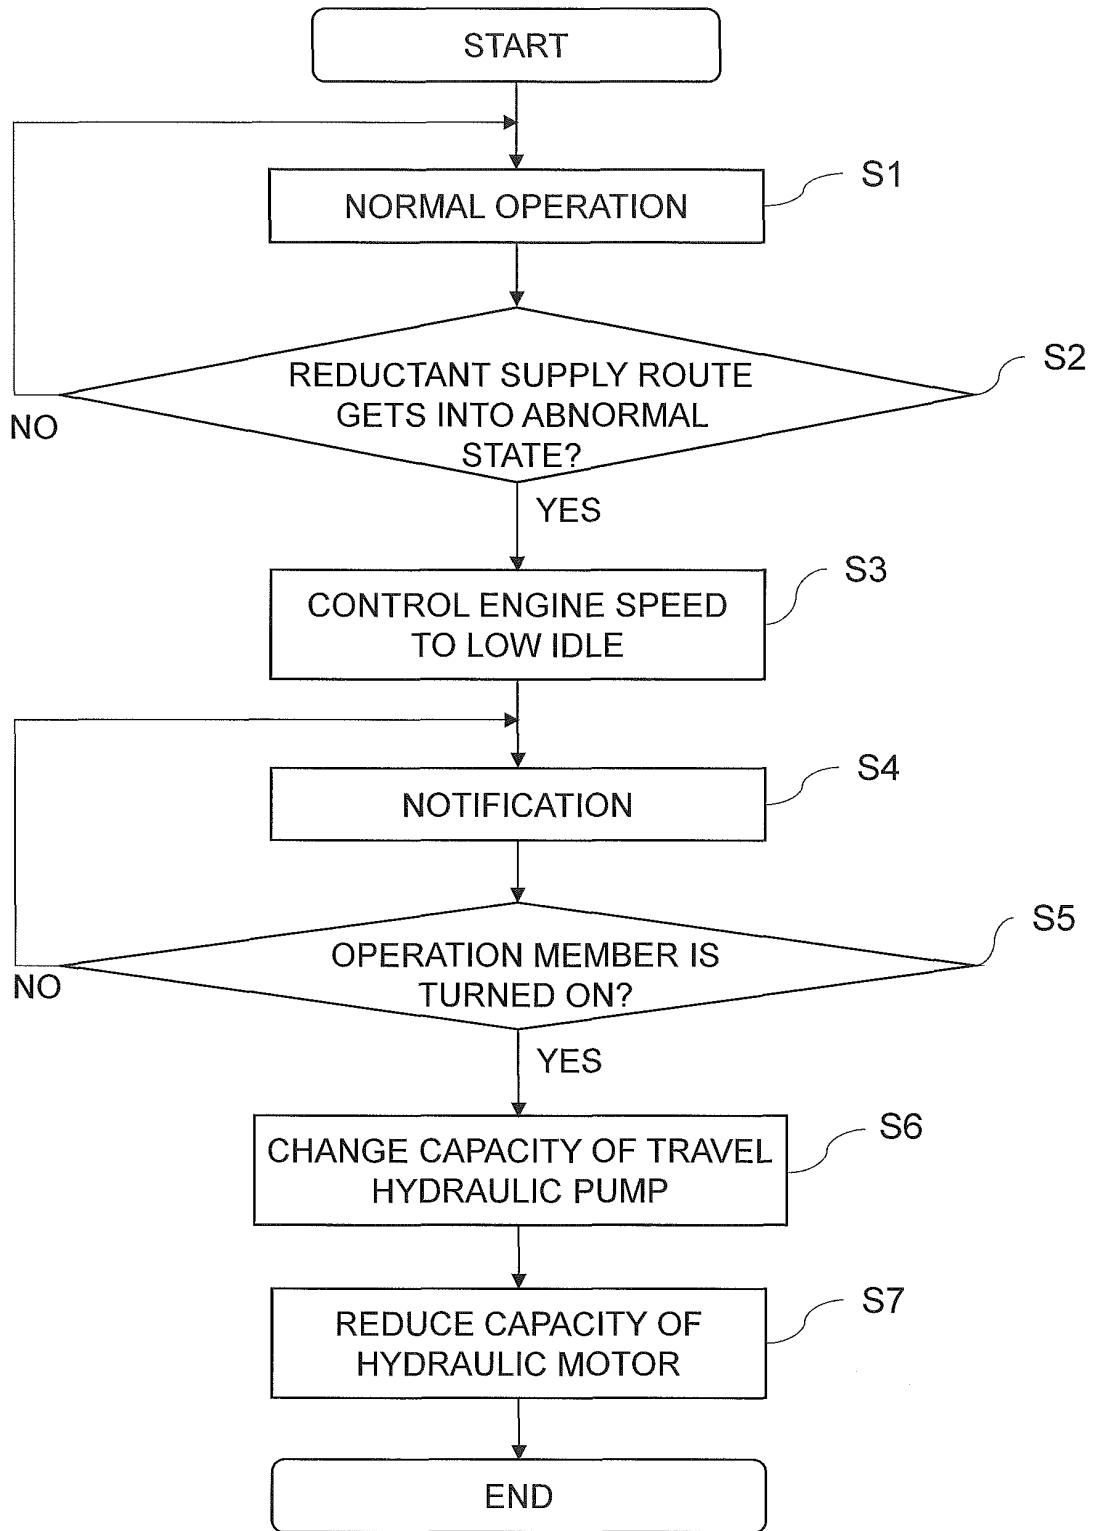 START
S1
NORMAL OPERATION
S2
REDUCTANT SUPPLY ROUTE
GETS INTO ABNORMAL
STATE?
NO
YES
S3
CONTROL ENGINE SPEED
TO LOW IDLE
S4
NOTIFICATION
S5
OPERATION MEMBER IS
TURNED ON?
NO
YES
S6
CHANGE CAPACITY OF TRAVEL
HYDRAULIC PUMP
S7
REDUCE CAPACITY OF
HYDRAULIC MOTOR
END